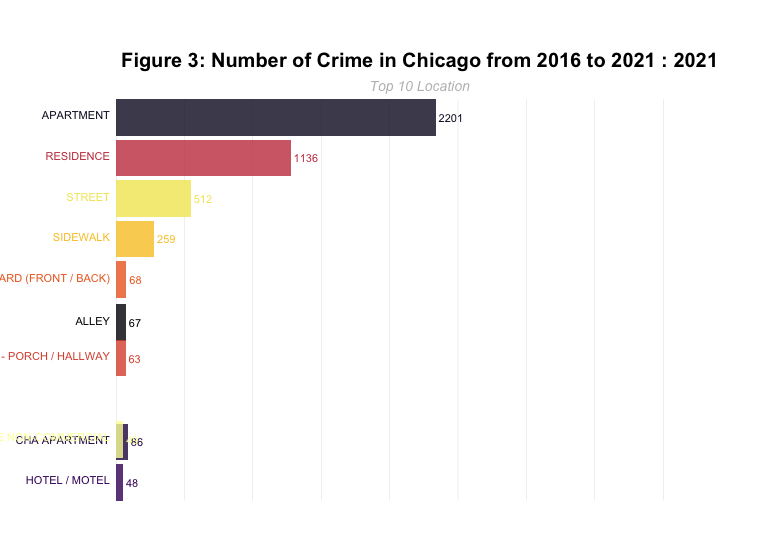 Figure 3: Number of Crime in Chicago from 2016 to 2021 : 2021
Top 10 Location
APARTMENT 2201
RESIDENCE 1136
STREET 512
SIDEWALK 259
ARD (FRONT / BACK) 68
ALLEY 67
- PORCH / HALLWAY 63
CHA APARTMENT 86
HOTEL / MOTEL 48